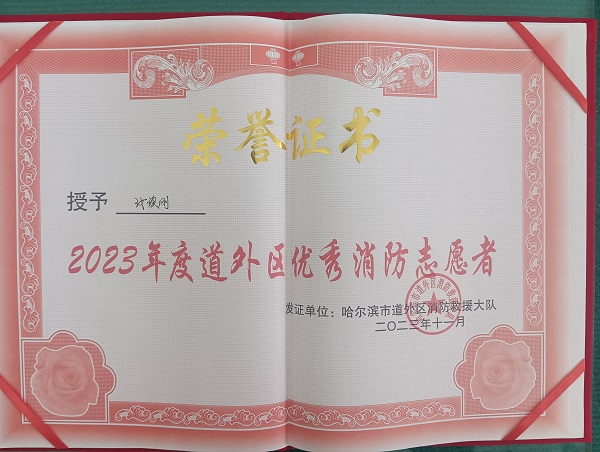 荣誉证书
授予
2023年度道外区优秀消防志愿者
发证单位：哈尔滨市道外区消防救援大队
二〇二三年十一月